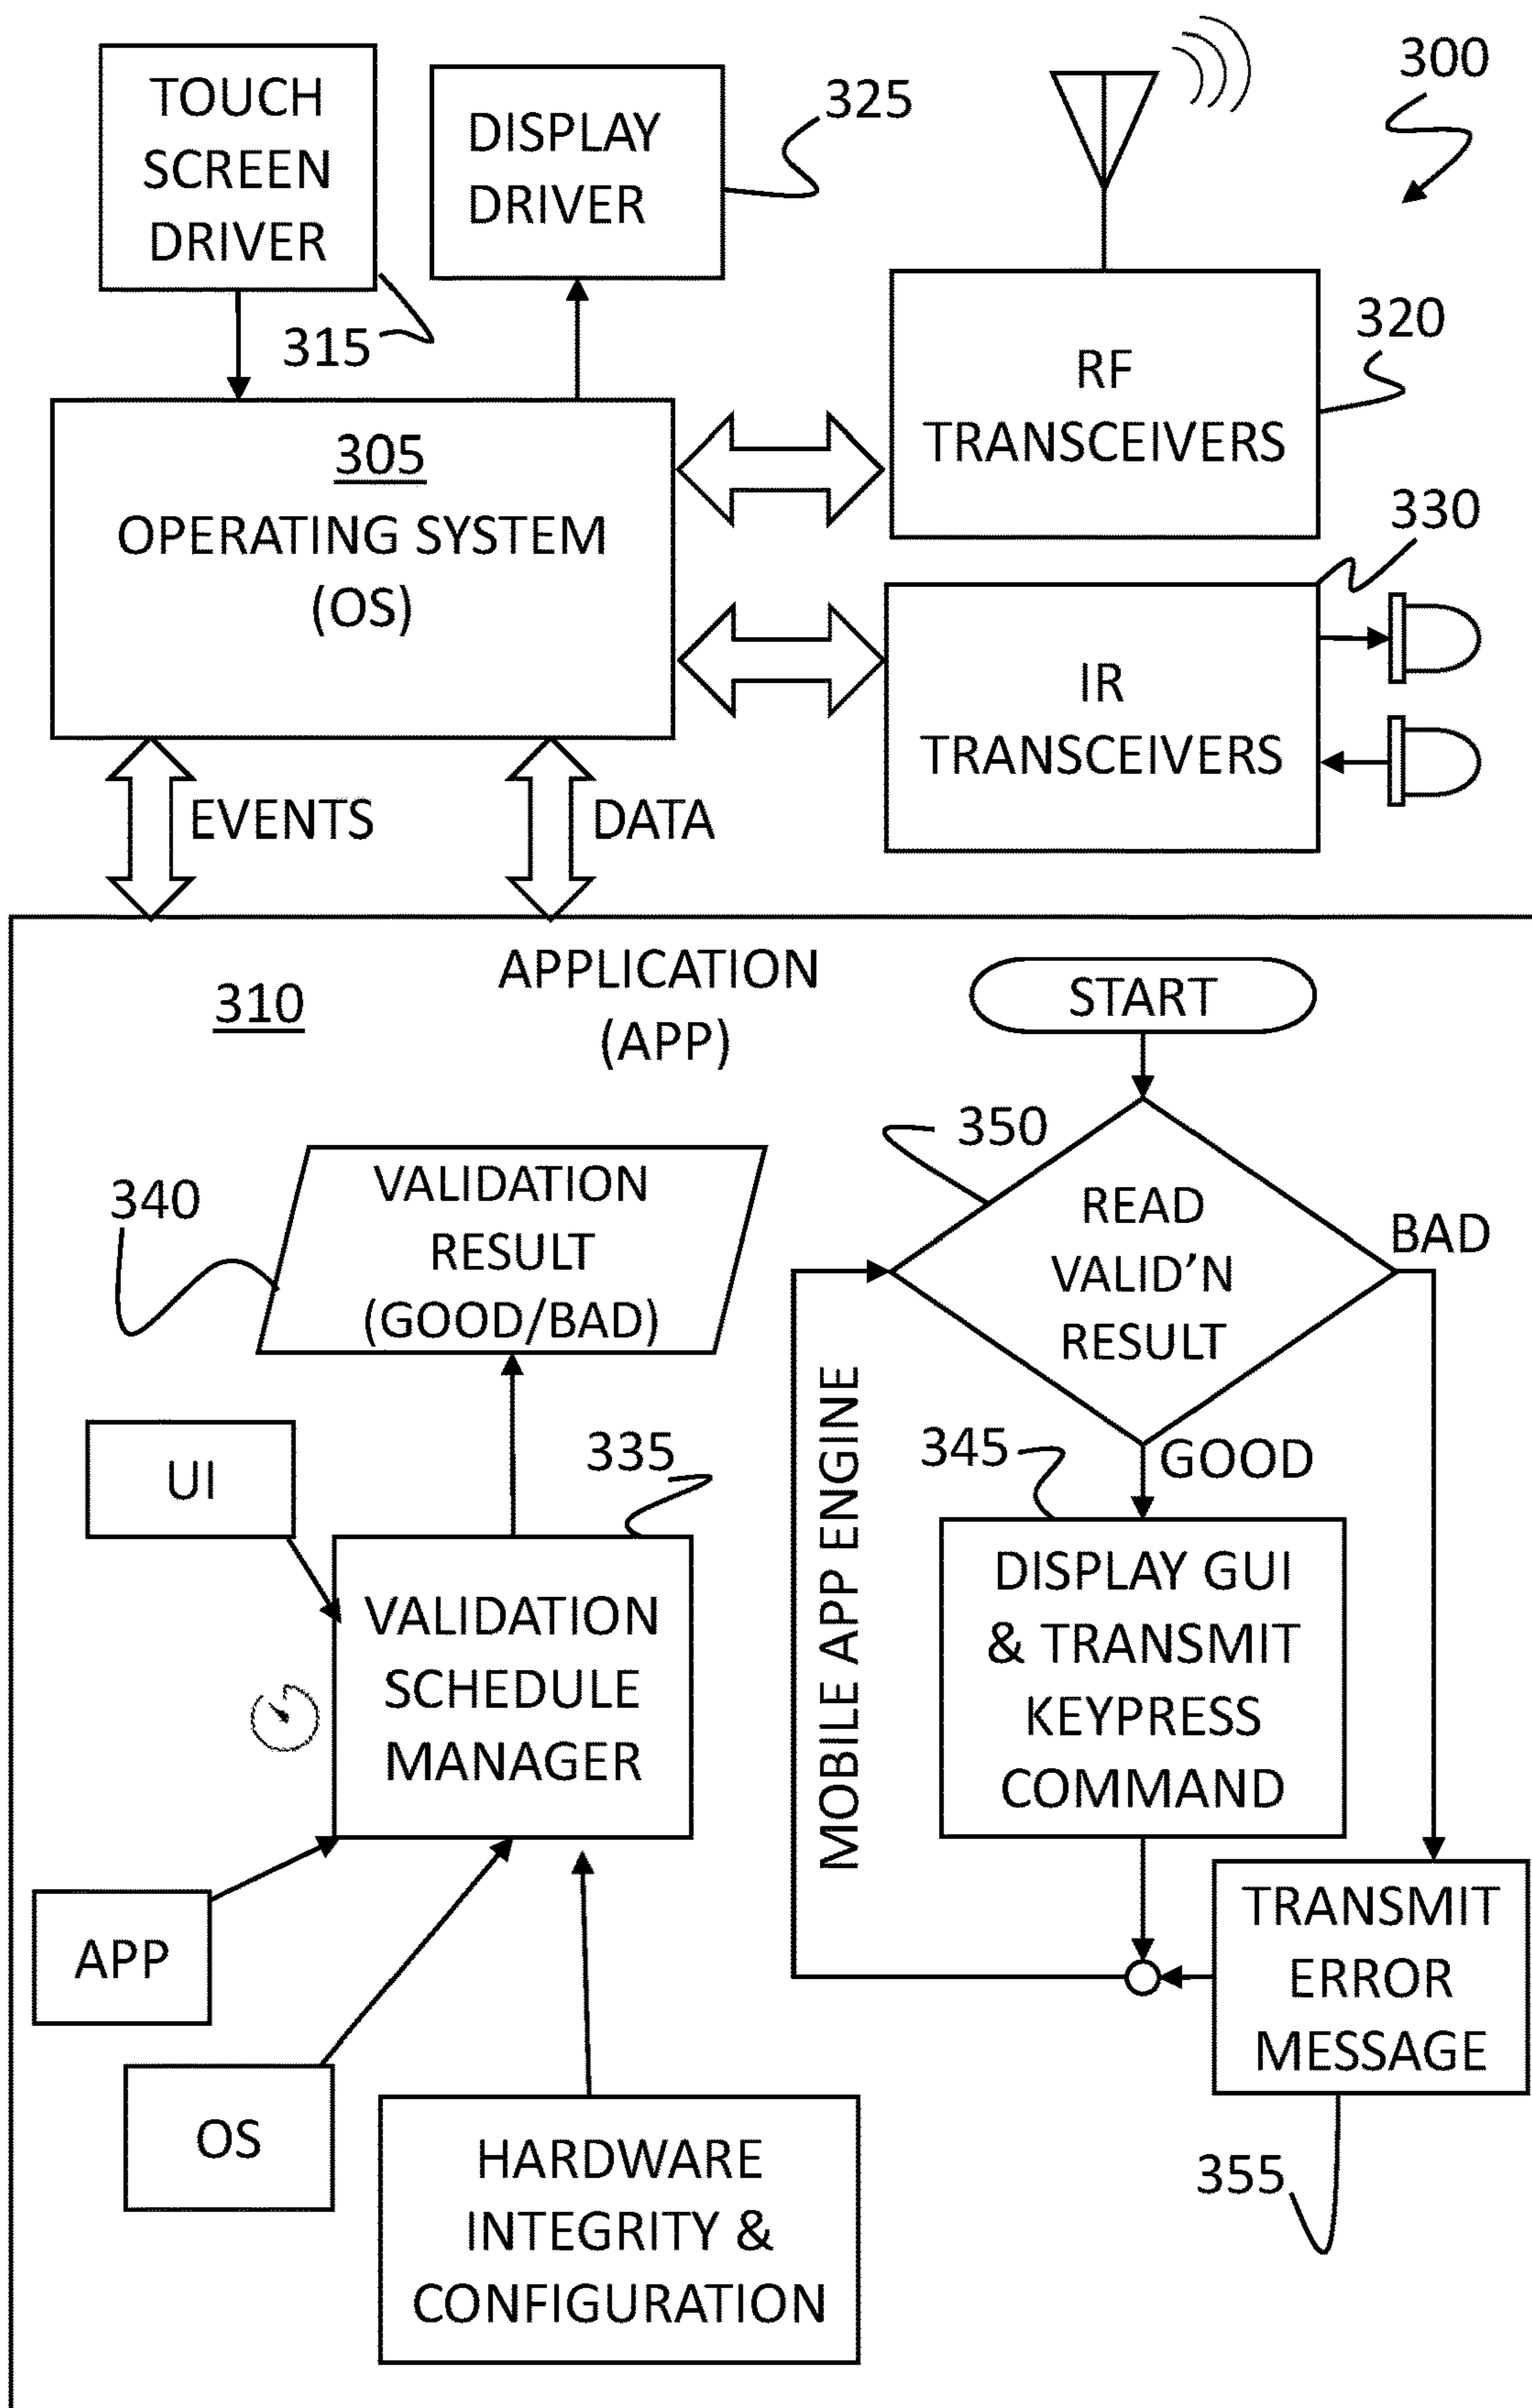 TOUCH
SCREEN
DRIVER
315
DISPLAY
DRIVER
325
300
RF
TRANSCEIVERS
320
305
OPERATING SYSTEM
(OS)
330
IR
TRANSCEIVERS
EVENTS
DATA
310
APPLICATION
(APP)
START
350
READ
VALID'N
RESULT
BAD
340
VALIDATION
RESULT
(GOOD/BAD)
UI
335
VALIDATION
SCHEDULE
MANAGER
APP
OS
HARDWARE
INTEGRITY &
CONFIGURATION
MOBILE APP ENGINE
345
GOOD
DISPLAY GUI
& TRANSMIT
KEYPRESS
COMMAND
TRANSMIT
ERROR
MESSAGE
355